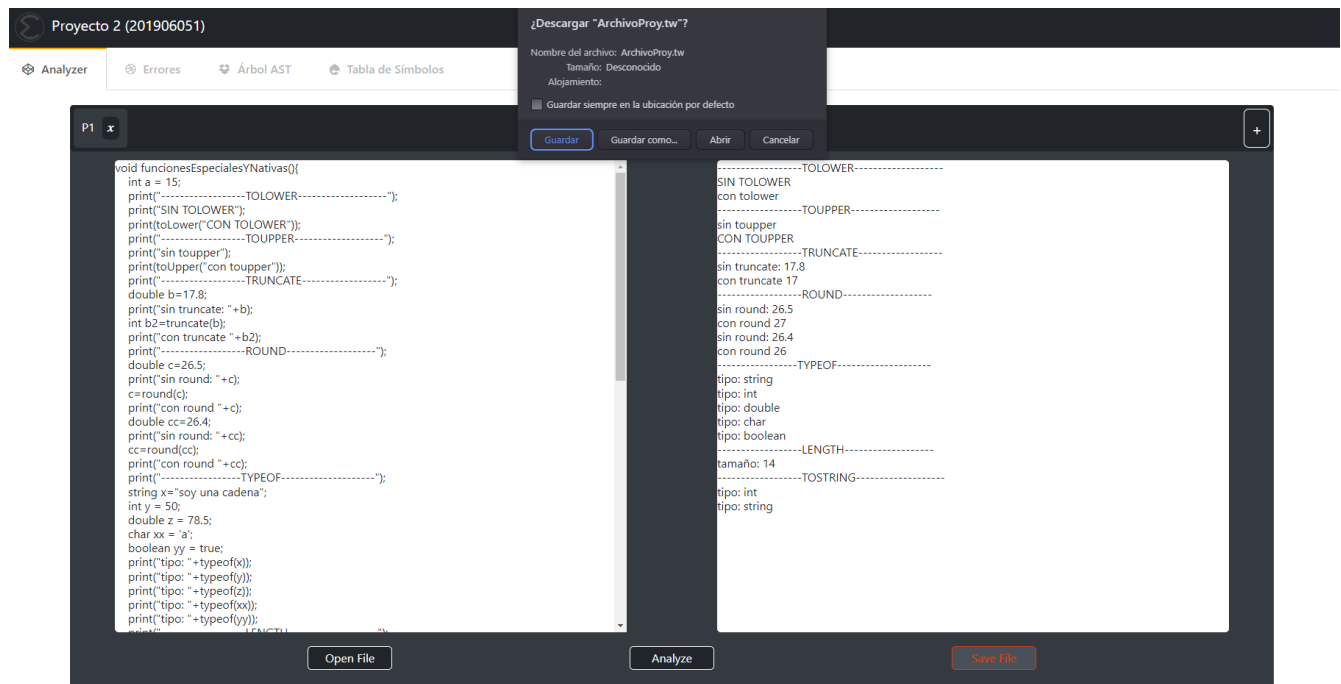 Proyecto 2 (201906051)
¿Descargar "ArchivoProy.tw"?
Nombre del archivo: ArchivoProy.tw
Tamaño: Desconocido
Alojamiento:
Guardar siempre en la ubicación por defecto
Guardar Guardar como... Abrir Cancelar
Analyzer Errores Árbol AST Tabla de Símbolos
P1 x
+
void funcionesEspecialesYNativas(){
int a = 15;
print("------------------TOLOWER-------------------");
print("SIN TOLOWER");
print(toLower("CON TOLOWER"));
print("------------------TOUPPER-------------------");
print("sin toupper");
print(toUpper("con toupper"));
print("------------------TRUNCATE------------------");
double b=17.8;
print("sin truncate: "+b);
int b2=truncate(b);
print("con truncate "+b2);
print("------------------ROUND-------------------");
double c=26.5;
print("sin round: "+c);
c=round(c);
print("con round "+c);
double cc=26.4;
print("sin round: "+cc);
cc=round(cc);
print("con round "+cc);
print("-----------------TYPEOF--------------------");
string x="soy una cadena";
int y = 50;
double z = 78.5;
char xx = 'a';
boolean yy = true;
print("tipo: "+typeof(x));
print("tipo: "+typeof(y));
print("tipo: "+typeof(z));
print("tipo: "+typeof(xx));
print("tipo: "+typeof(yy));
print("------------------LENGTH-------------------");
------------------TOLOWER-------------------
SIN TOLOWER
con tolower
------------------TOUPPER-------------------
sin toupper
CON TOUPPER
------------------TRUNCATE------------------
sin truncate: 17.8
con truncate 17
------------------ROUND-------------------
sin round: 26.5
con round 27
sin round: 26.4
con round 26
-----------------TYPEOF--------------------
tipo: string
tipo: int
tipo: double
tipo: char
tipo: boolean
------------------LENGTH-------------------
tamaño: 14
------------------TOSTRING-------------------
tipo: int
tipo: string
Open File Analyze Save File